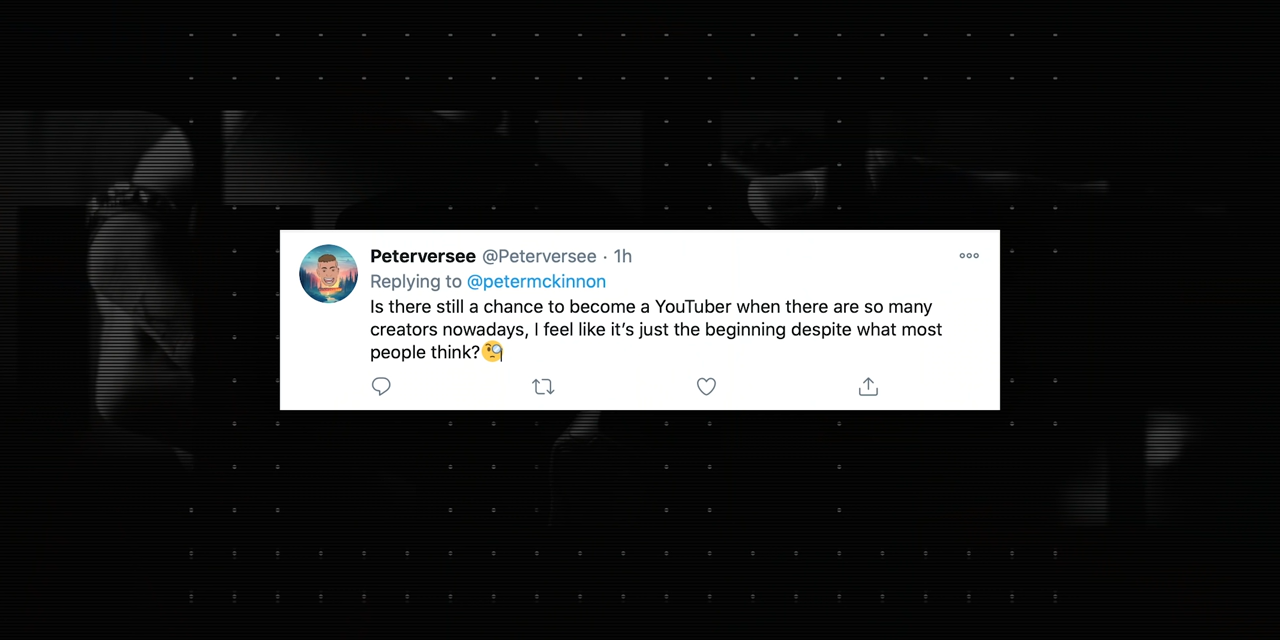 Peterversee @Peterversee · 1h
Replying to @petermckinnon
Is there still a chance to become a YouTuber when there are so many
creators nowadays, I feel like it’s just the beginning despite what most
people think?🧐